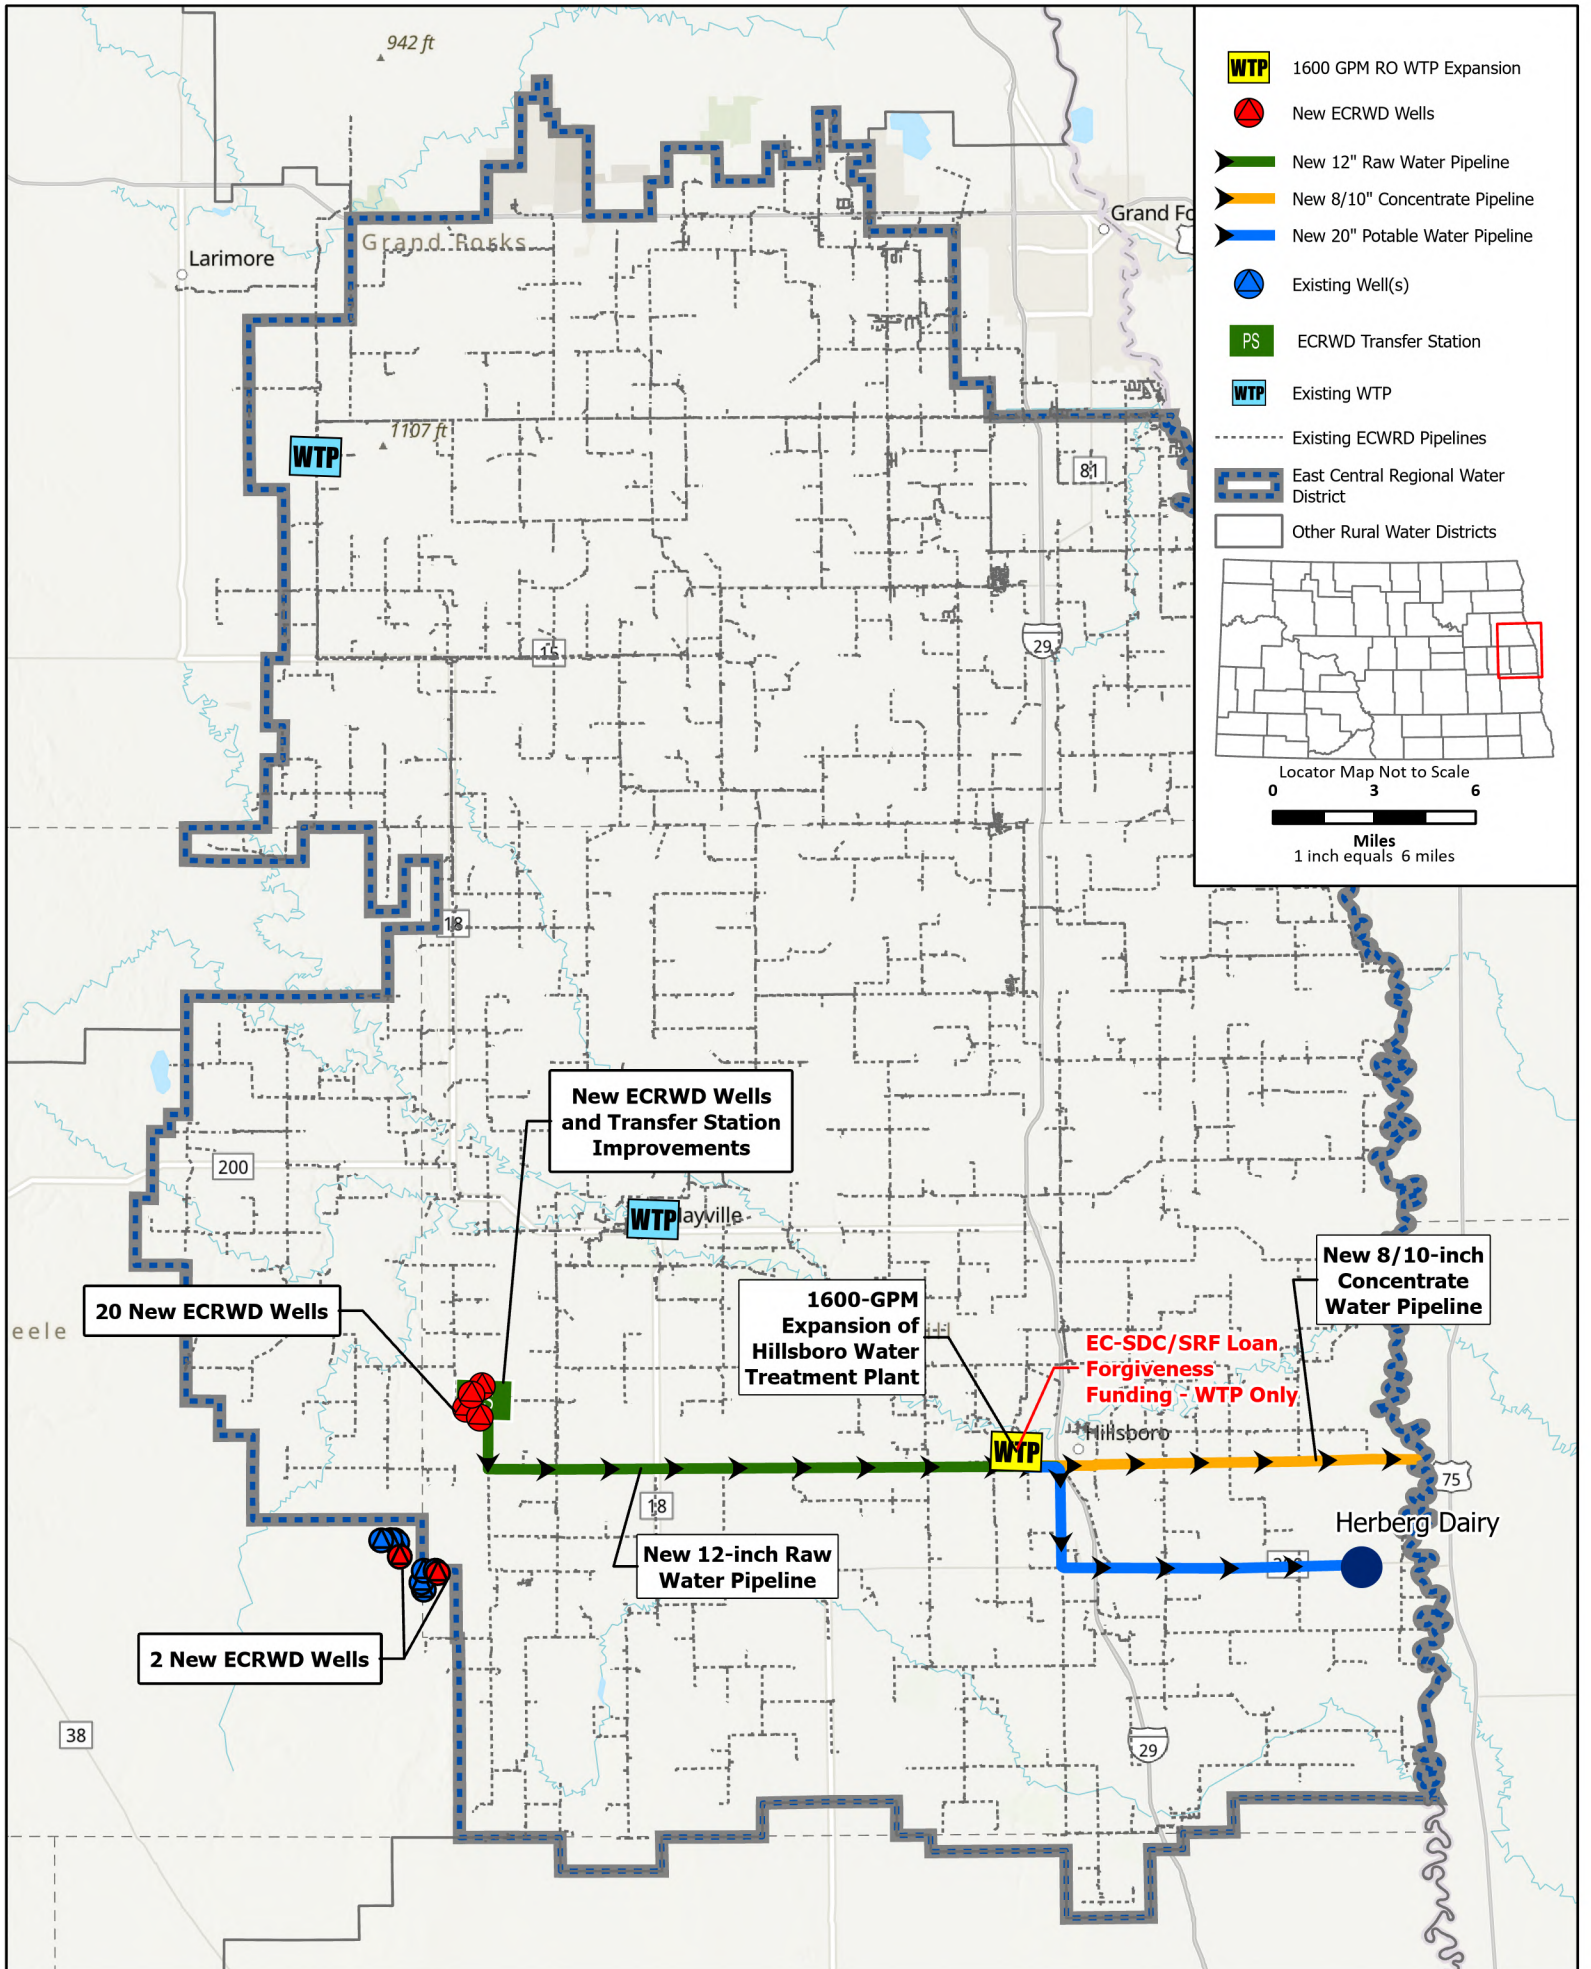 942 ft
Grand Fo
Larimore
Grand Forks
1107 ft
81
15
29
18
200
New ECRWD Wells
and Transfer Station
Improvements
WTP
WTP
ayville
20 New ECRWD Wells
eele
1600-GPM
Expansion of
Hillsboro Water
Treatment Plant
EC-SDC/SRF Loan
Forgiveness
Funding - WTP Only
New 8/10-inch
Concentrate
Water Pipeline
WTP
Hillsboro
75
18
Herberg Dairy
New 12-inch Raw
Water Pipeline
2 New ECRWD Wells
38
29
WTP 1600 GPM RO WTP Expansion
New ECRWD Wells
New 12" Raw Water Pipeline
New 8/10" Concentrate Pipeline
New 20" Potable Water Pipeline
Existing Well(s)
PS ECRWD Transfer Station
WTP Existing WTP
Existing ECWRD Pipelines
East Central Regional Water
District
Other Rural Water Districts
Locator Map Not to Scale
0 3 6
Miles
1 inch equals 6 miles